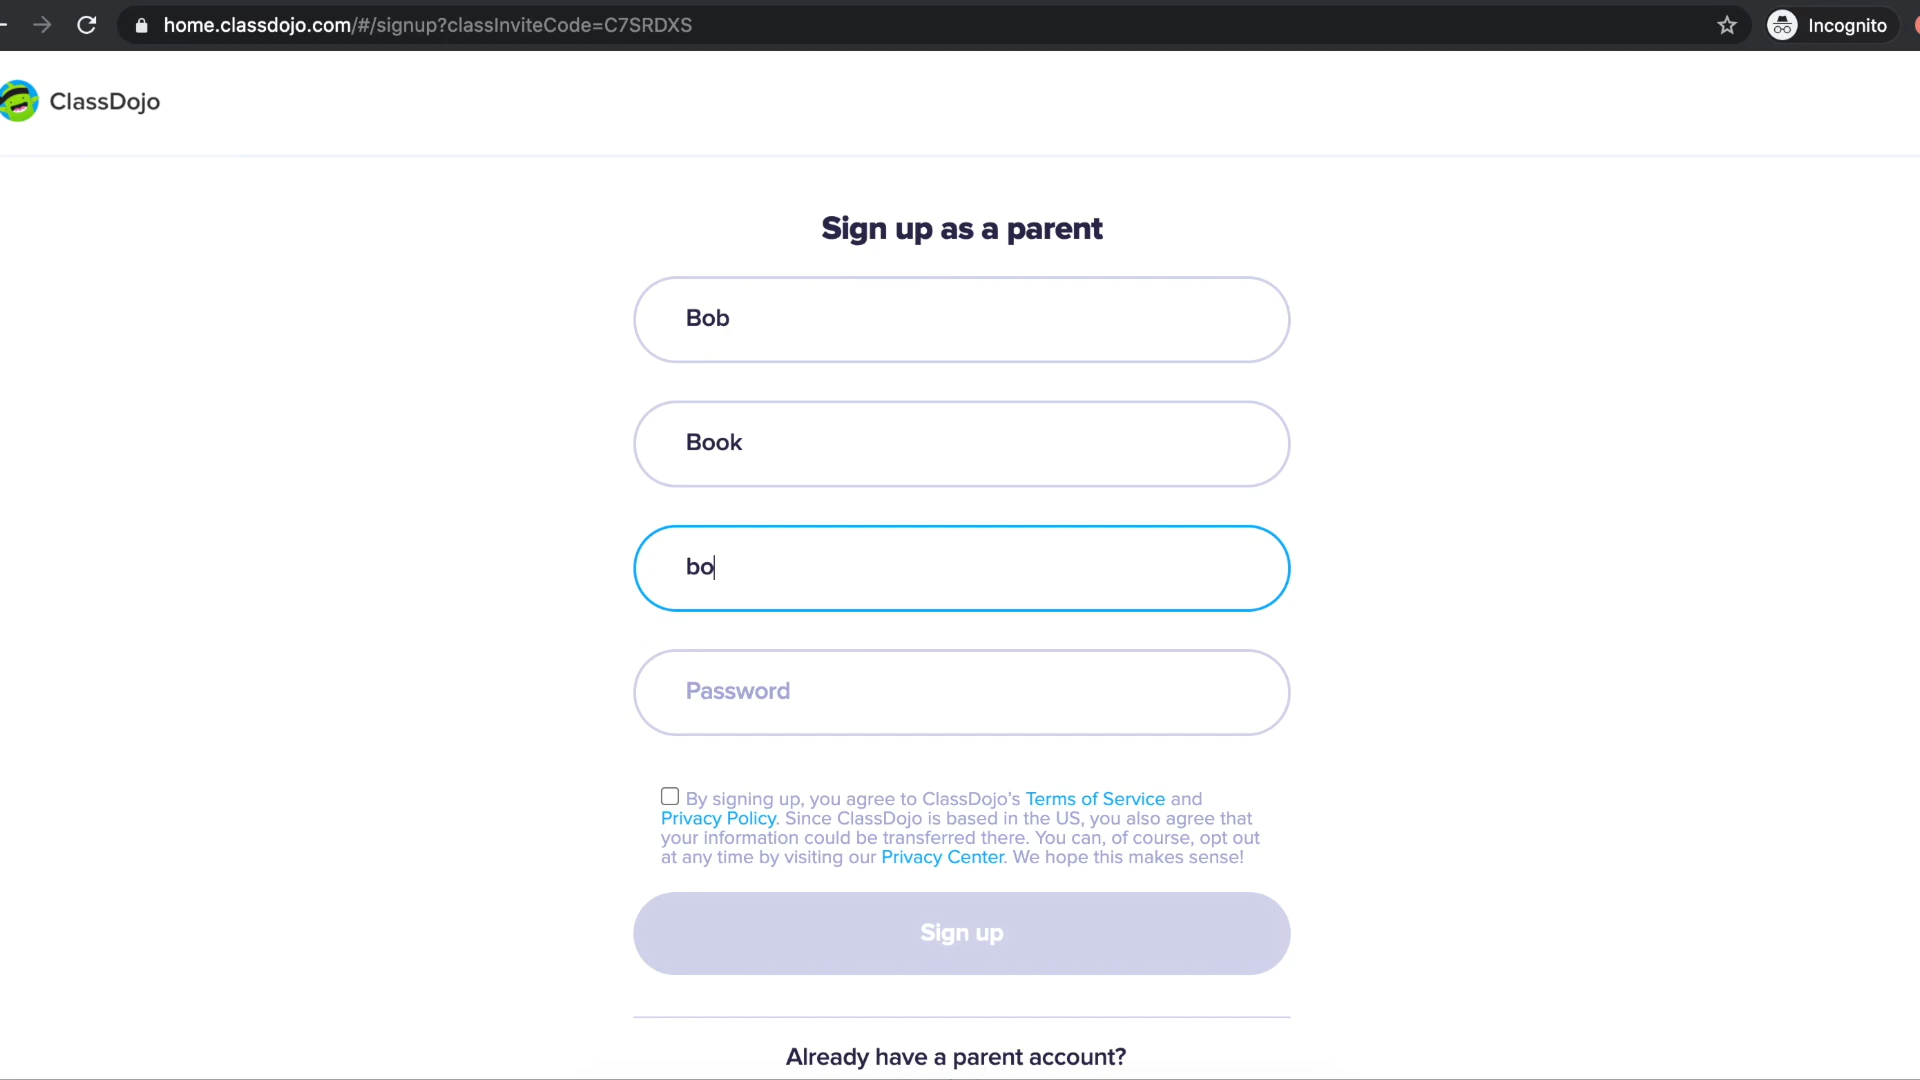 home.classdojo.com/#/signup?classInviteCode=C7SRDXS
Incognito
ClassDojo
Sign up as a parent
Bob
Book
bo
Password
By signing up, you agree to ClassDojo's Terms of Service and
Privacy Policy. Since ClassDojo is based in the US, you also agree that
your information could be transferred there. You can, of course, opt out
at any time by visiting our Privacy Center. We hope this makes sense!
Sign up
Already have a parent account?